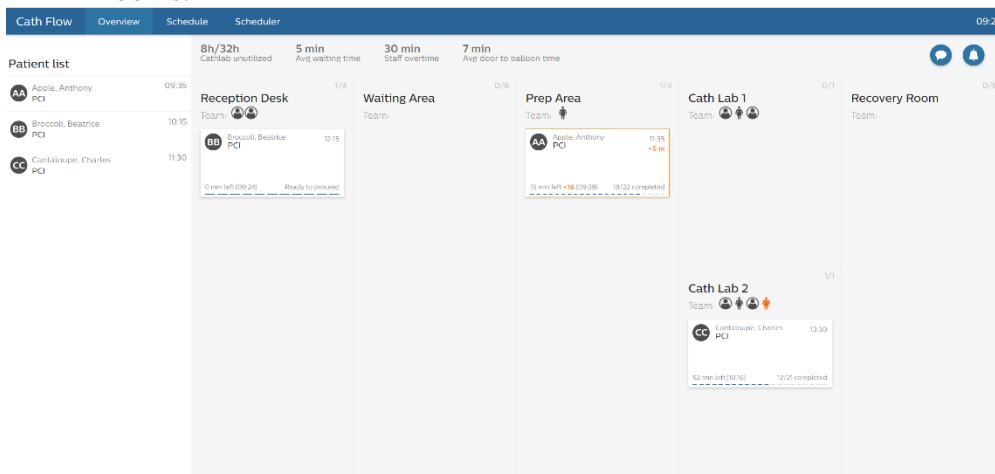 Cath Flow Overview Schedule Scheduler 09:2
Patient list
AA Apple, Anthony 09:35
PCI
BB Broccoli, Beatrice 10:15
PCI
CC Cantaloupe, Charles 11:30
PCI
8h/32h 5 min 30 min 7 min
Cathlab unutilized Avg waiting time Staff overtime Avg door to balloon time
1/4
Reception Desk
Team:
BB Broccoli, Beatrice 12:15
PCI
0 min left (09:24) Ready to proceed
0/8
Waiting Area
Team:
1/4
Prep Area
Team:
AA Apple, Anthony 11:35
PCI +5 m
15 min left +16 (09:39) 18/22 completed
0/1
Cath Lab 1
Team:
1/1
Cath Lab 2
Team:
CC Cantaloupe, Charles 13:30
PCI
52 min left (10:16) 12/21 completed
0/8
Recovery Room
Team: